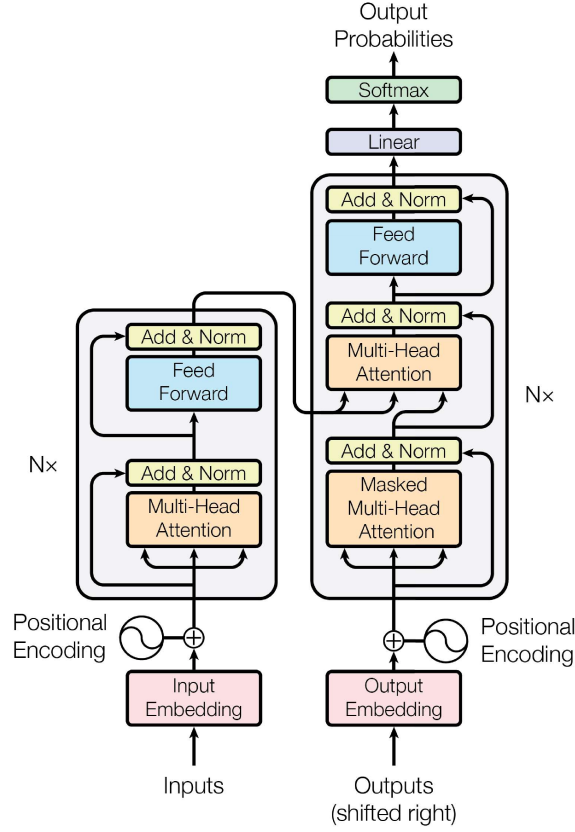 Output
Probabilities
Softmax
Linear
Add & Norm
Feed
Forward
Add & Norm
Multi-Head
Attention
Add & Norm
Masked
Multi-Head
Attention
N×
Add & Norm
Feed
Forward
N×
Add & Norm
Multi-Head
Attention
Positional
Encoding
Positional
Encoding
Input
Embedding
Output
Embedding
Inputs
Outputs
(shifted right)